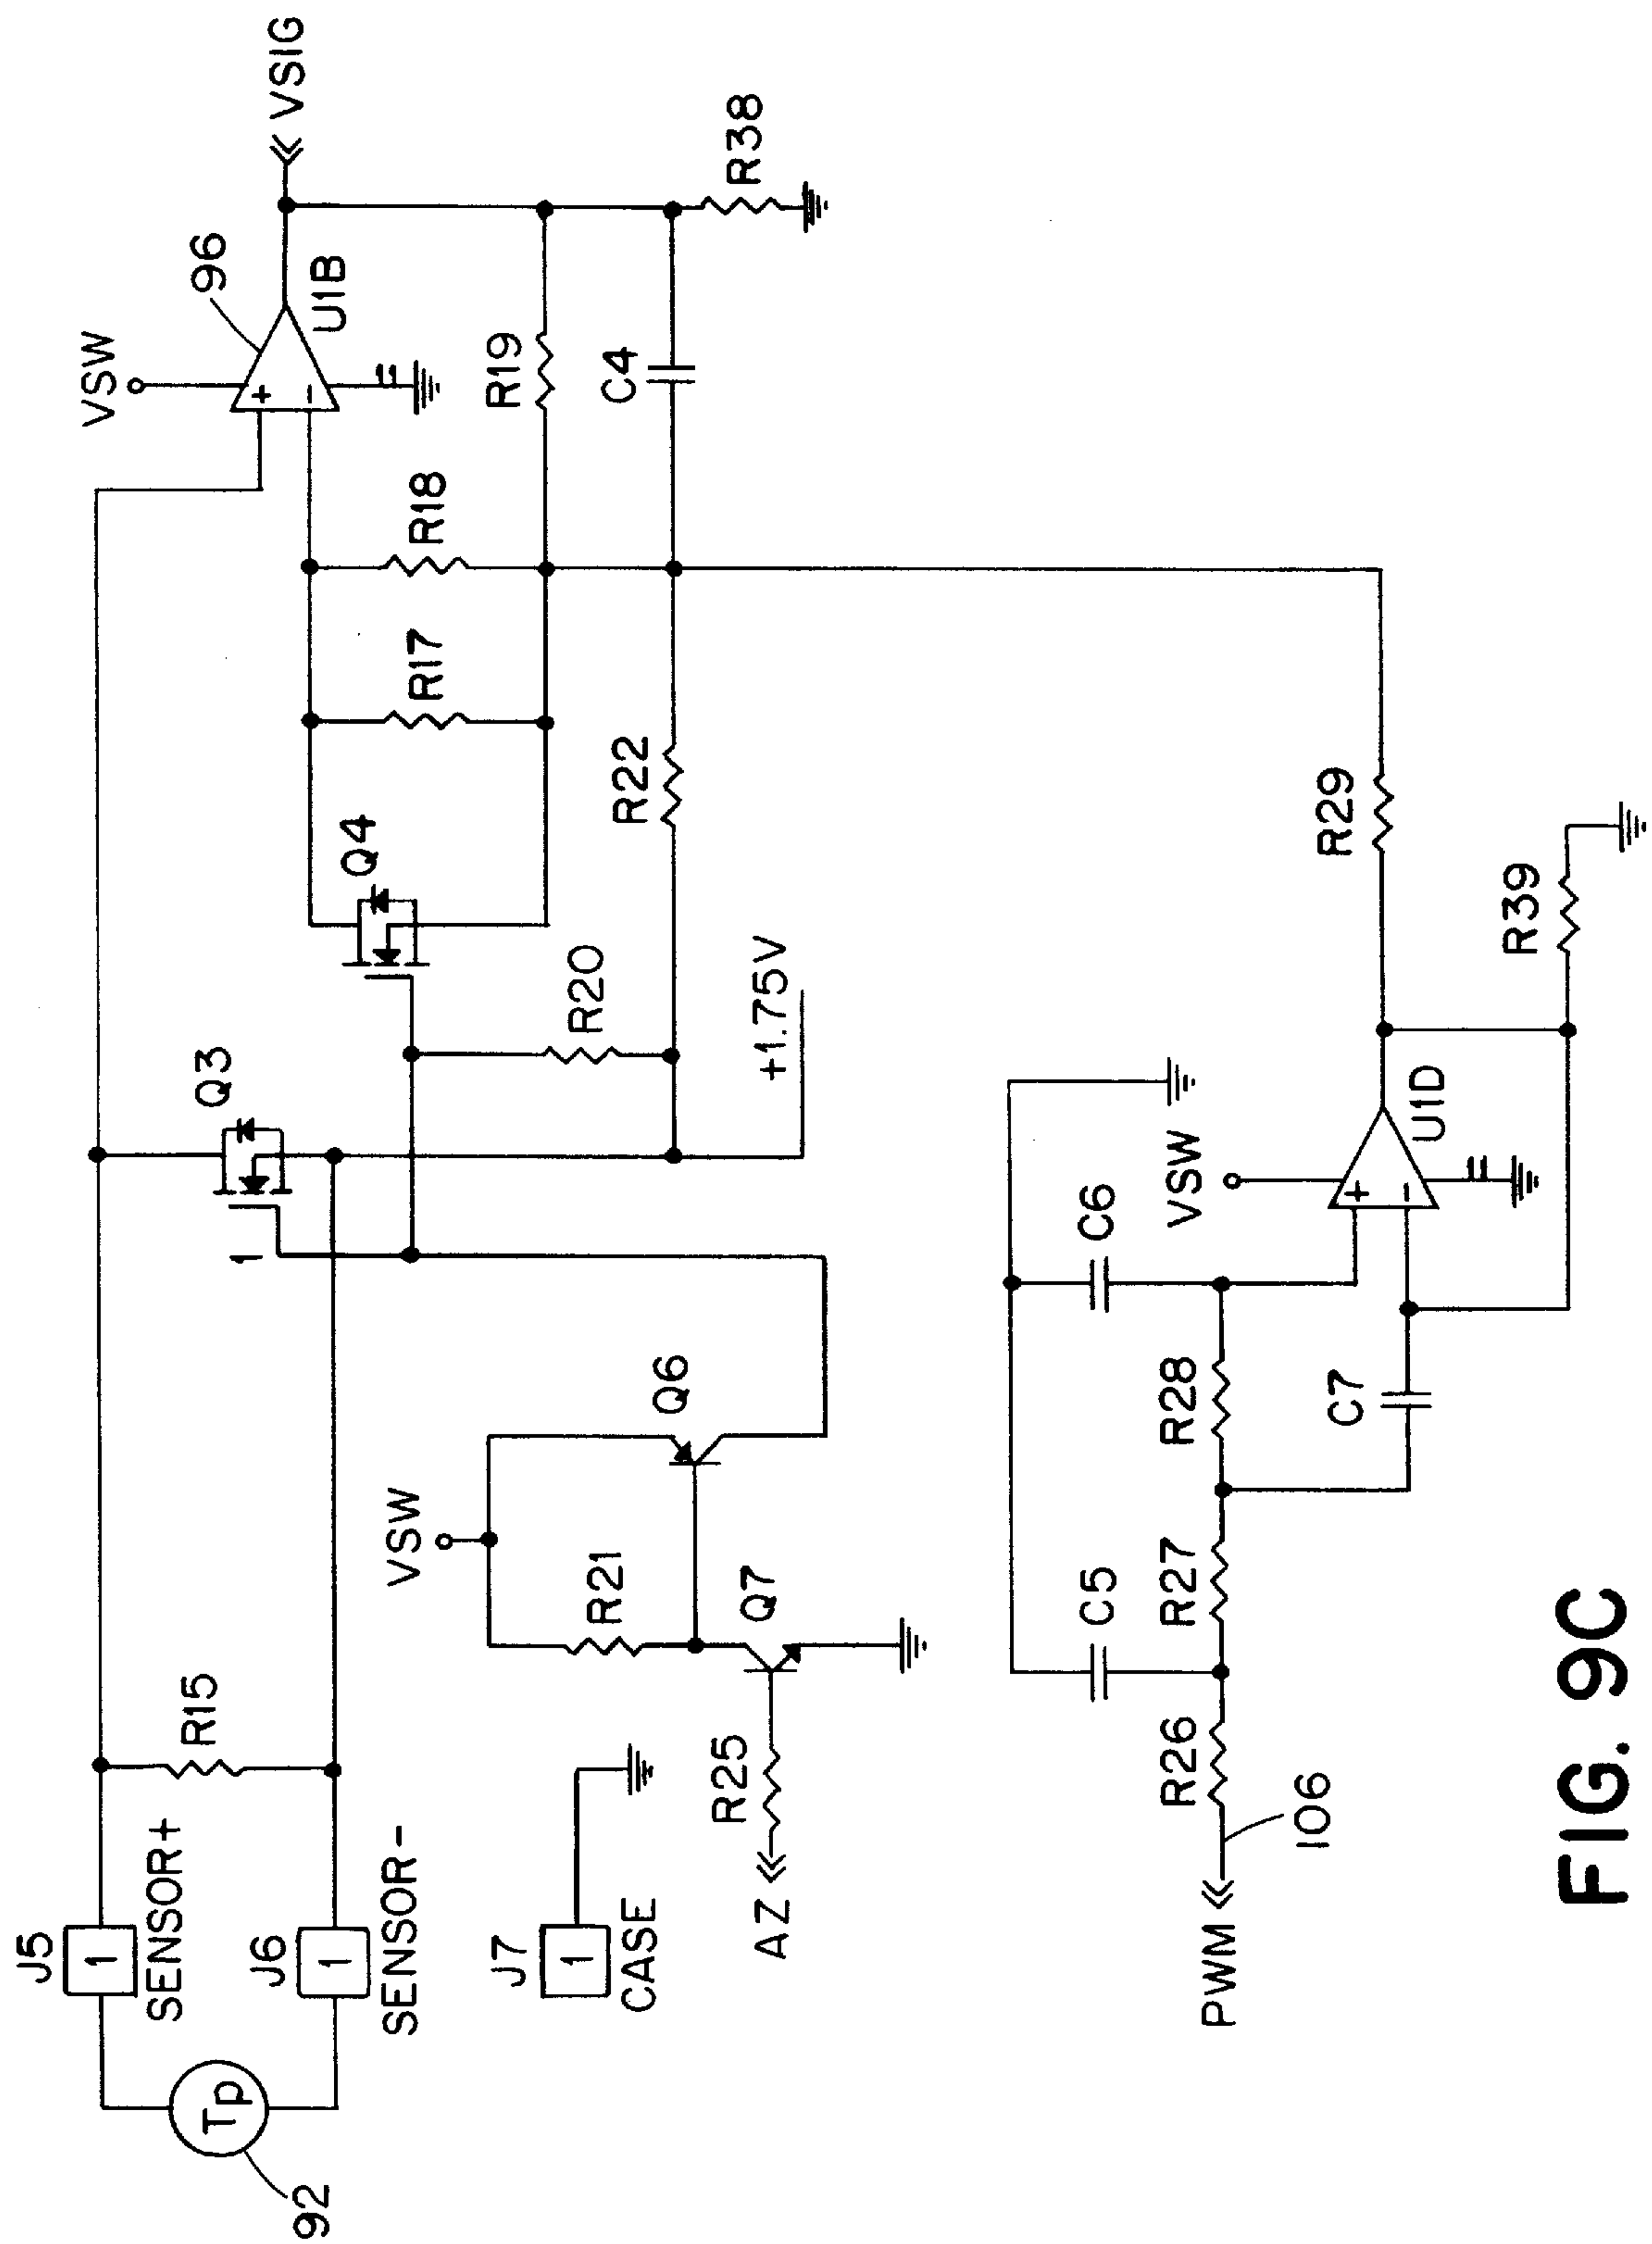 J5
1
SENSOR+
J6
1
SENSOR-
92
Tp
R15
J7
1
CASE
Q3
1
Q4
R17
R18
VSW
96
+
-
U1B
11
VSIG
R19
C4
R38
R22
R20
+1.75V
VSW
R21
Q6
Q7
R25
AZ
PWM
106
R26
C5
R27
R28
C6
C7
VSW
+
-
U1D
11
R29
R39
FIG. 9C